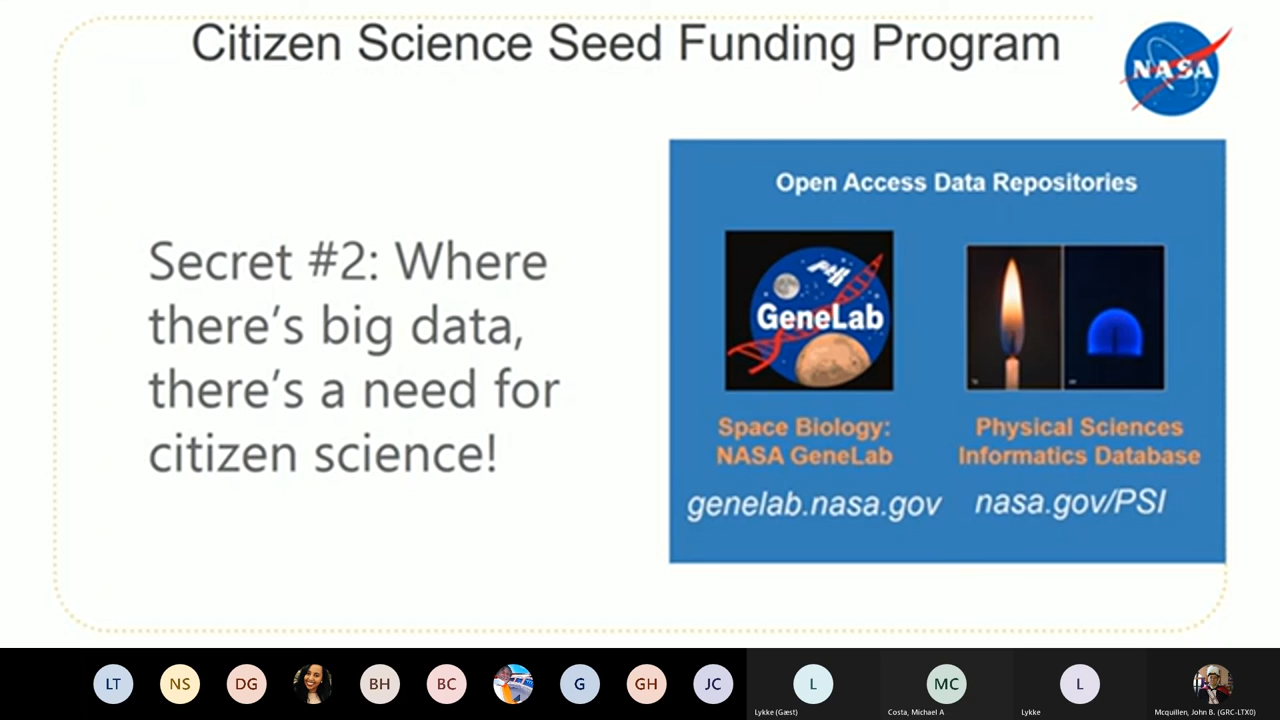 Citizen Science Seed Funding Program
NASA
Open Access Data Repositories
Secret #2: Where
there's big data,
there's a need for
citizen science!
GeneLab
Space Biology:
NASA GeneLab
genelab.nasa.gov
Physical Sciences
Informatics Database
nasa.gov/PSI
LT
NS
DG
BH
BC
G
GH
JC
L
Lykke (Gæst)
MC
Costa, Michael A
L
Lykke
Mcquillen, John B. (GRC-LTX0)